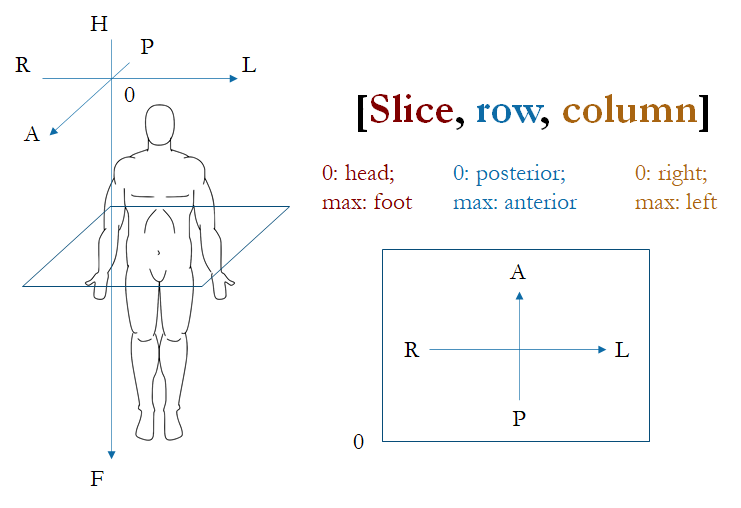 H
P
R
L
0
A
F
[Slice, row, column]
0: head;
max: foot
0: posterior;
max: anterior
0: right;
max: left
A
R
L
P
0